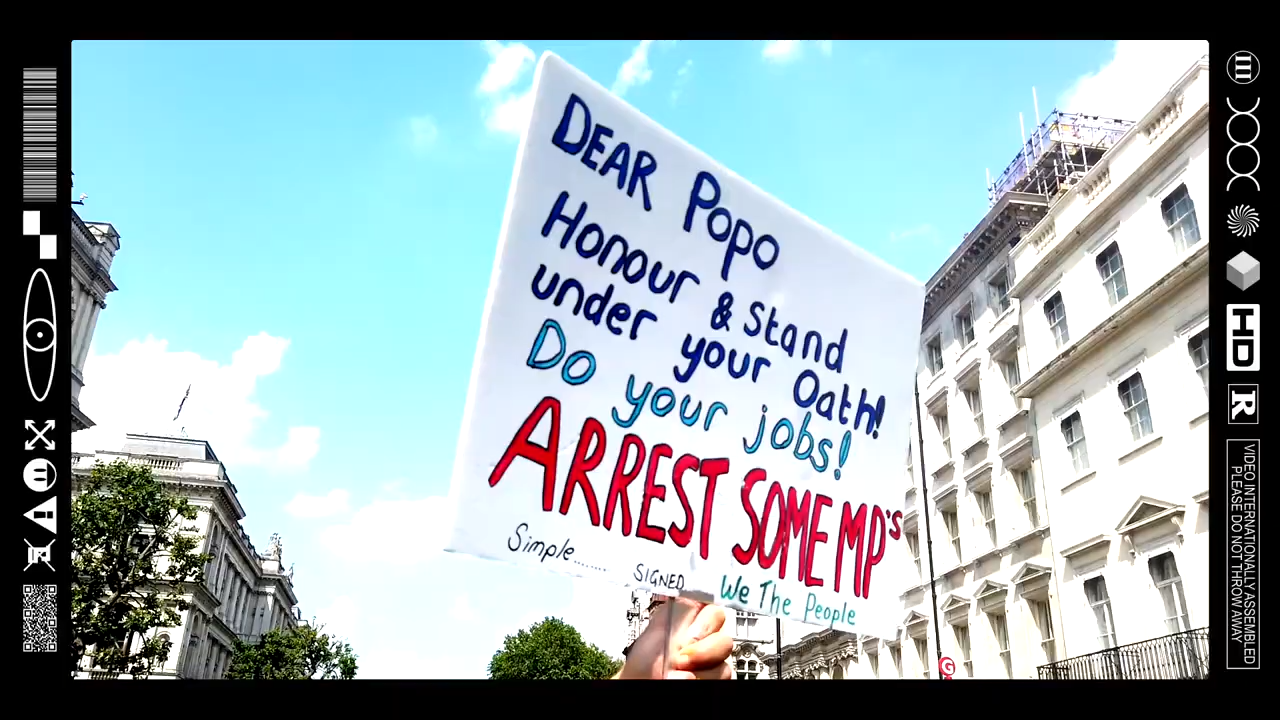 DEAR Popo
Honour & Stand
under your Oath!
Do your jobs!
ARREST SOME MP's
Simple........
SIGNED We The People
G
HD
R
VIDEO INTERNATIONALLY ASSEMBLED
PLEASE DO NOT THROW AWAY